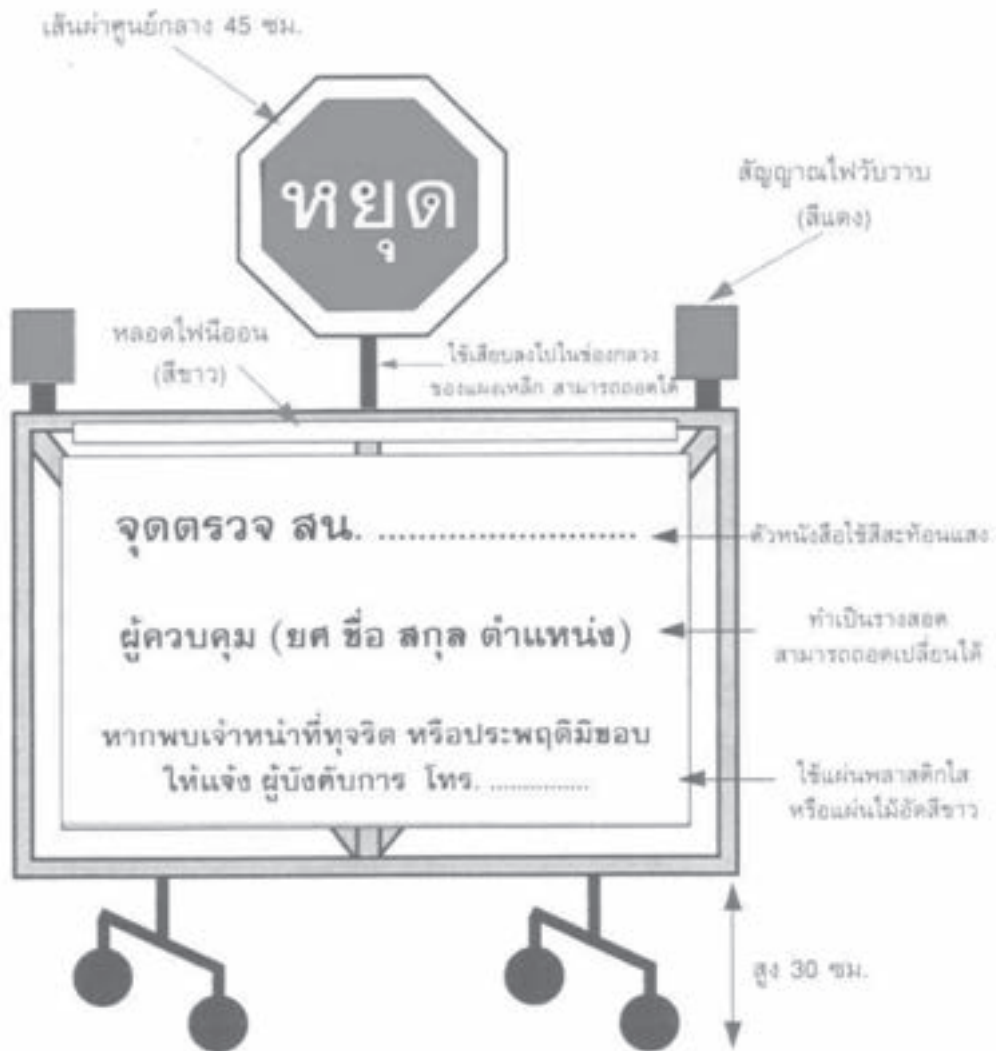 เส้นผ่าศูนย์กลาง 45 ซม.
หยุด
สัญญาณไฟวับวาบ
(สีแดง)
หลอดไฟนีออน
(สีขาว)
ใช้เสียบลงไปในช่องกลวง
ของแผงเหล็ก สามารถถอดได้
จุดตรวจ สน. ..........................
ตัวหนังสือใช้สีสะท้อนแสง
ผู้ควบคุม (ยศ ชื่อ สกุล ตำแหน่ง)
ทำเป็นรางสอด
สามารถถอดเปลี่ยนได้
หากพบเจ้าหน้าที่ทุจริต หรือประพฤติมิชอบ
ให้แจ้ง ผู้บังคับการ โทร. ...............
ใช้แผ่นพลาสติกใส
หรือแผ่นไม้อัดสีขาว
สูง 30 ซม.